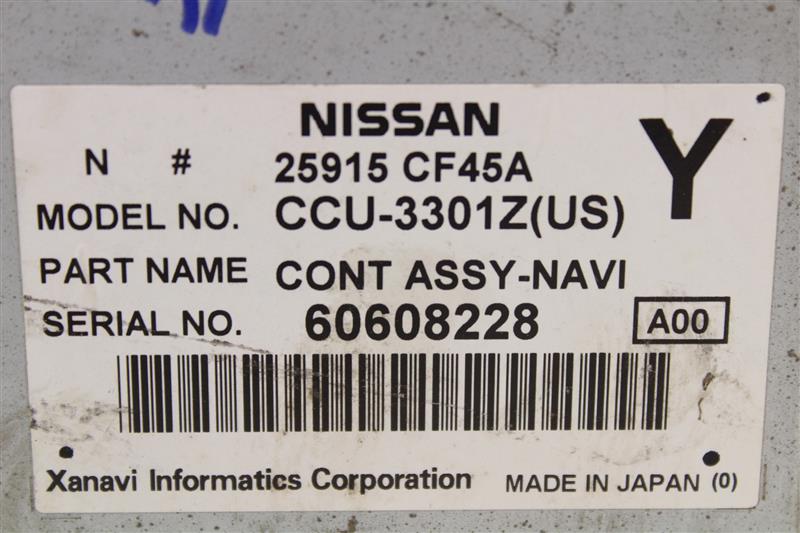 NISSAN
N # 25915 CF45A Y
MODEL NO. CCU-3301Z(US)
PART NAME CONT ASSY-NAVI
SERIAL NO. 60608228 A00
Xanavi Informatics Corporation MADE IN JAPAN (0)